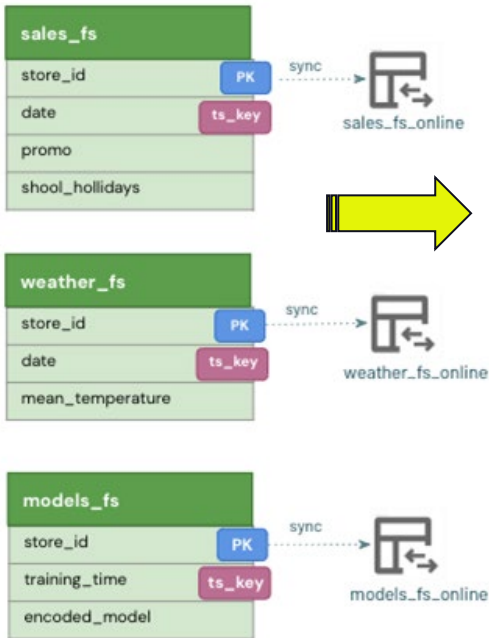 sales_fs
store_id PK sync
date ts_key sales_fs_online
promo
shool_hollidays
weather_fs
store_id PK sync
date ts_key weather_fs_online
mean_temperature
models_fs
store_id PK sync
training_time ts_key models_fs_online
encoded_model